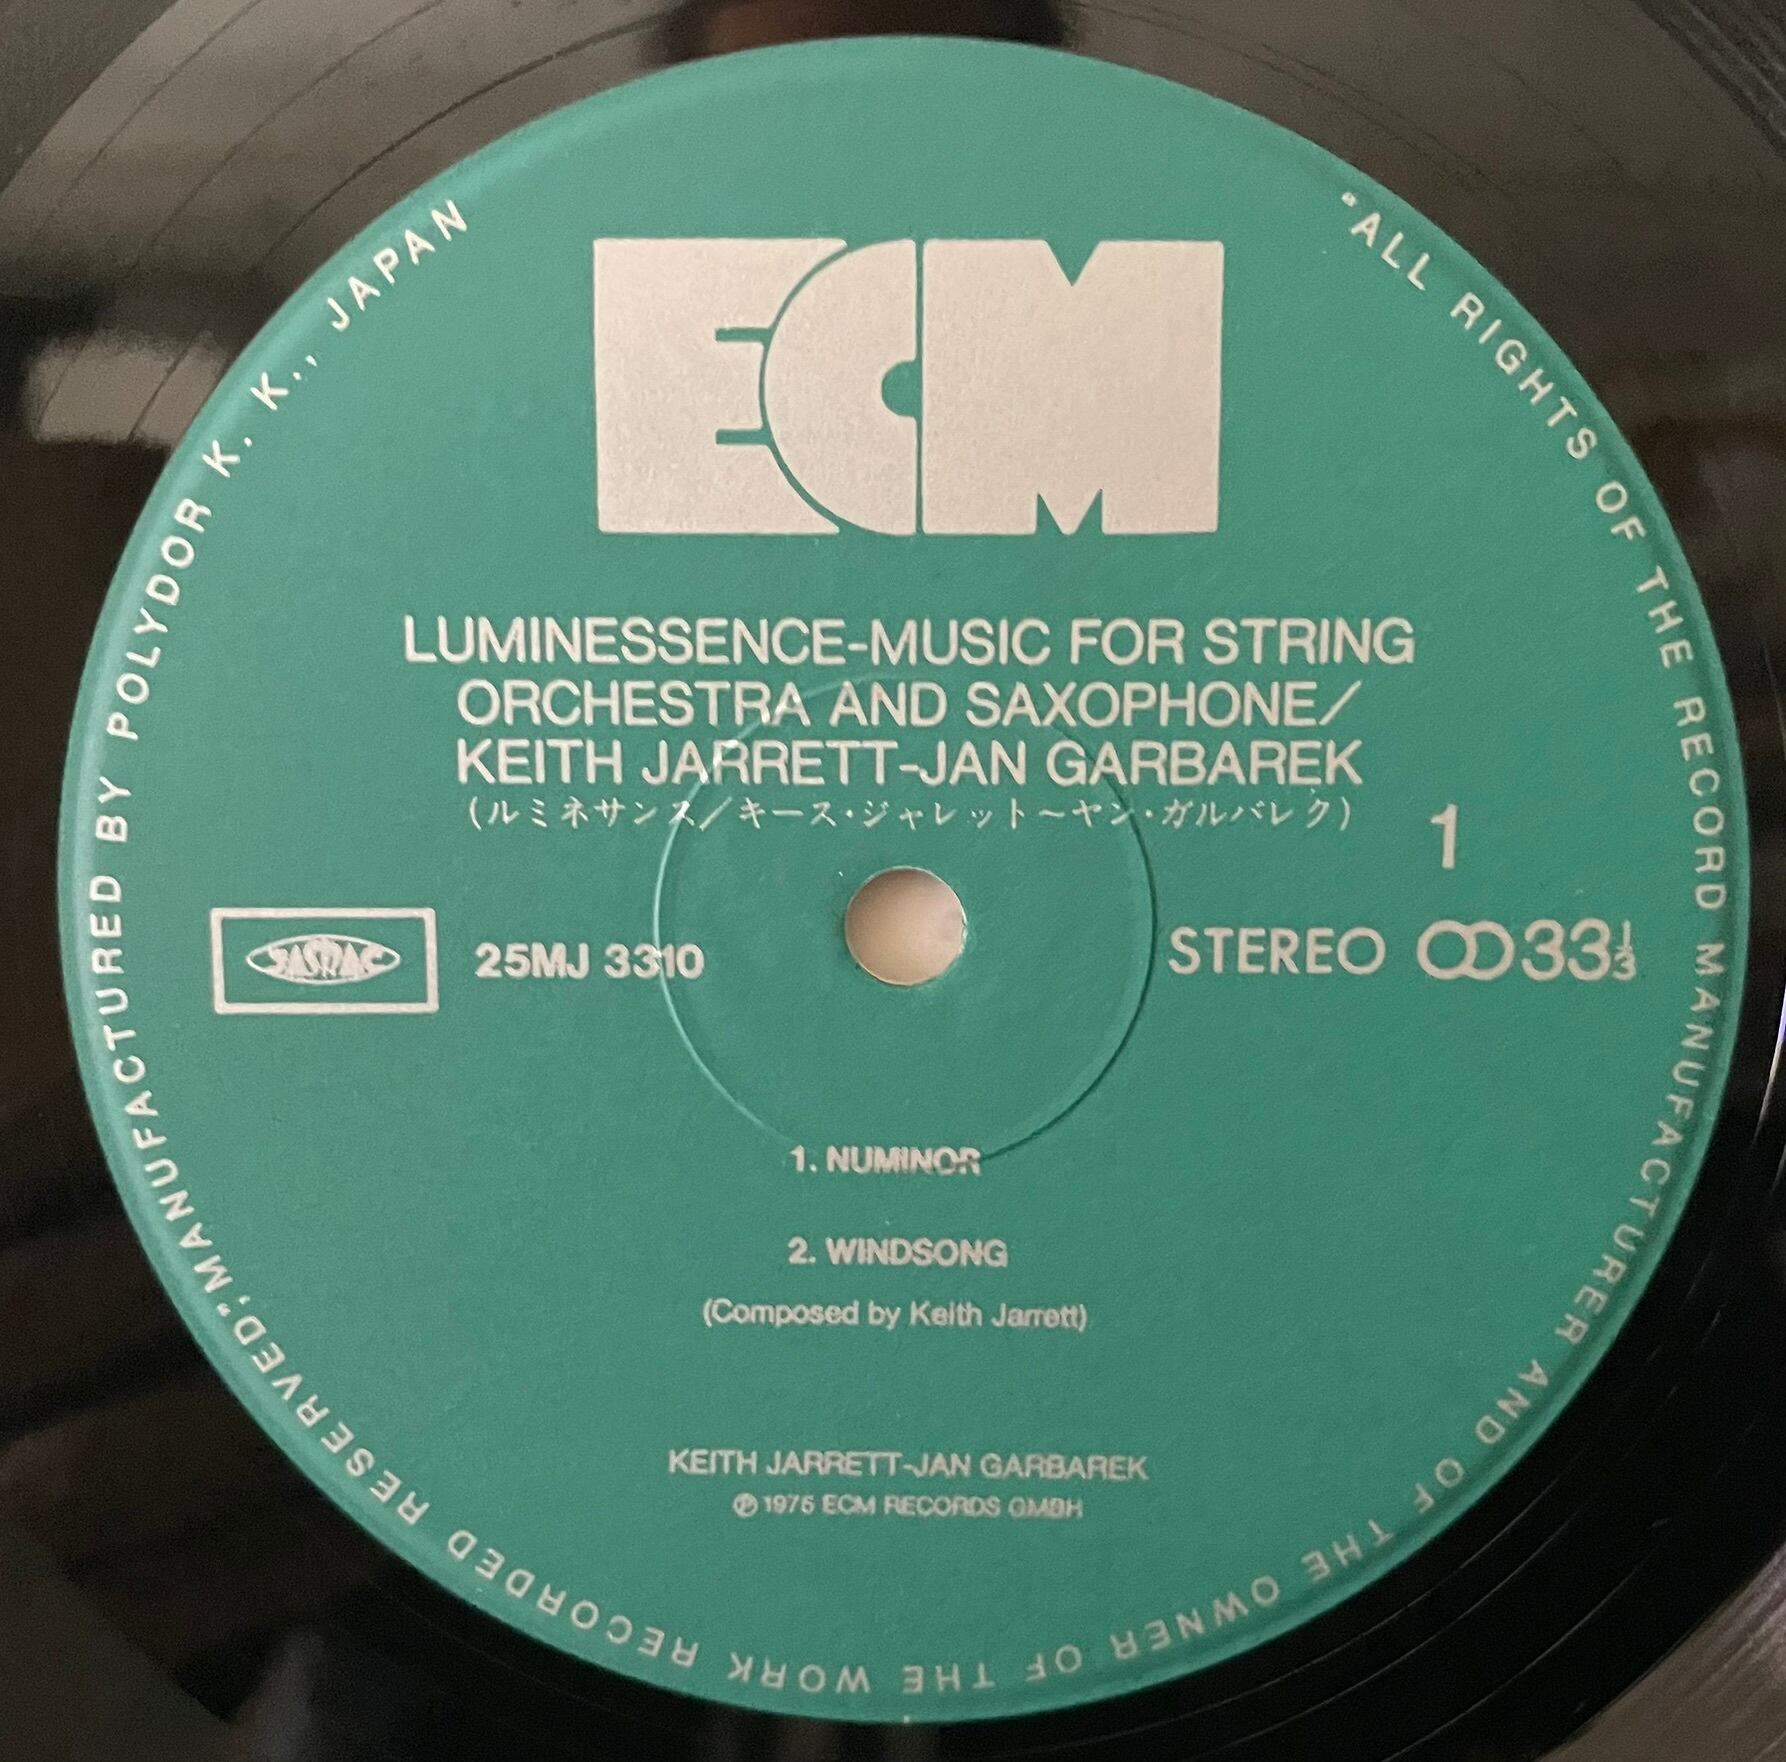 ECM
LUMINESSENCE-MUSIC FOR STRING
ORCHESTRA AND SAXOPHONE/
KEITH JARRETT-JAN GARBAREK
(ルミネサンス/キース・ジャレット〜ヤン・ガルバレク)
1
JASRAC
25MJ 3310
STEREO
33 1/3
1. NUMINOR
2. WINDSONG
(Composed by Keith Jarrett)
KEITH JARRETT-JAN GARBAREK
℗ 1975 ECM RECORDS GMBH
"ALL RIGHTS OF THE RECORD MANUFACTURER AND OF THE OWNER OF THE WORK RECORDED RESERVED," MANUFACTURED BY POLYDOR K. K., JAPAN